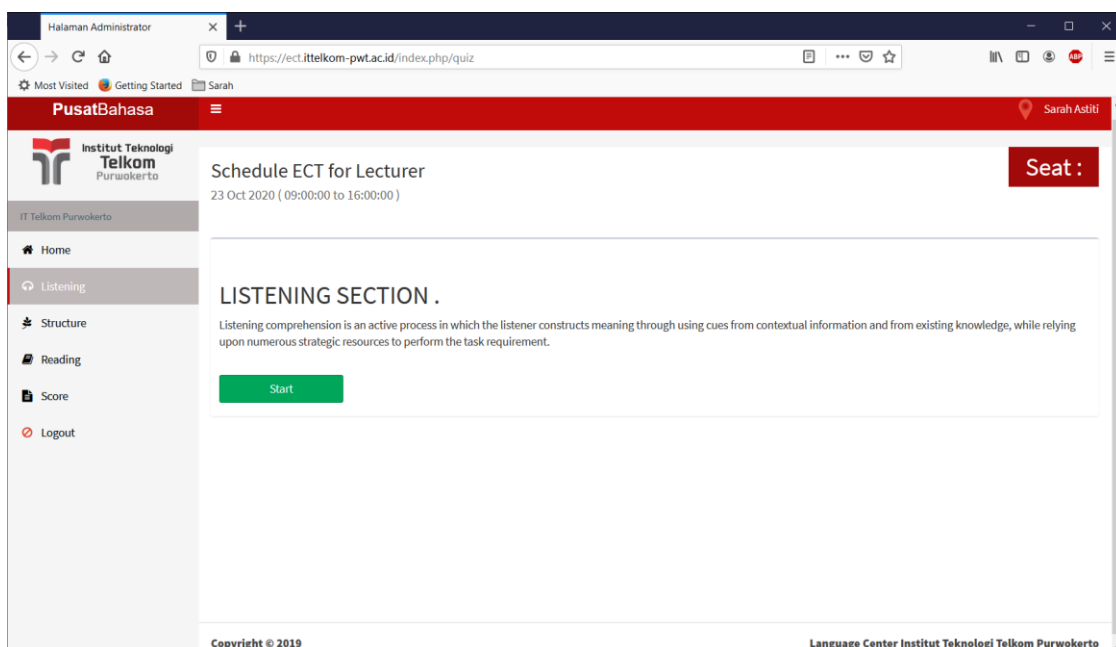 Halaman Administrator
https://ect.ittelkom-pwt.ac.id/index.php/quiz
Most Visited Getting Started Sarah
PusatBahasa
Sarah Astiti
Institut Teknologi
Telkom
Purwokerto
IT Telkom Purwokerto
Home
Listening
Structure
Reading
Score
Logout
Schedule ECT for Lecturer
23 Oct 2020 ( 09:00:00 to 16:00:00 )
Seat :
LISTENING SECTION .
Listening comprehension is an active process in which the listener constructs meaning through using cues from contextual information and from existing knowledge, while relying
upon numerous strategic resources to perform the task requirement.
Start
Copyright © 2019
Language Center Institut Teknologi Telkom Purwokerto
ABP